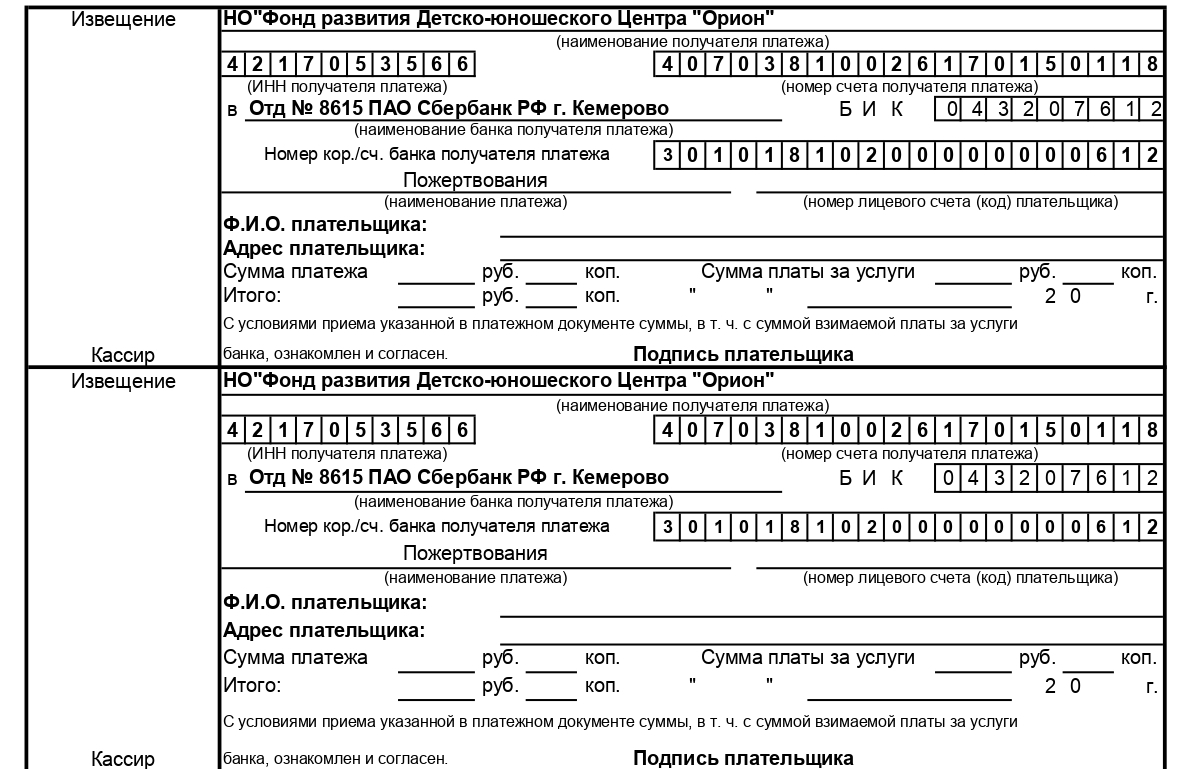 Извещение НО"Фонд развития Детско-юношеского Центра "Орион"
(наименование получателя платежа)
4217053566 40703810026170150118
(ИНН получателя платежа) (номер счета получателя платежа)
в Отд № 8615 ПАО Сбербанк РФ г. Кемерово БИК 043207612
(наименование банка получателя платежа)
Номер кор./сч. банка получателя платежа 30101810200000000612
Пожертвования
(наименование платежа) (номер лицевого счета (код) плательщика)
Ф.И.О. плательщика:
Адрес плательщика:
Сумма платежа руб. коп. Сумма платы за услуги руб. коп.
Итого: руб. коп. " " 20 г.
С условиями приема указанной в платежном документе суммы, в т. ч. с суммой взимаемой платы за услуги
Кассир банка, ознакомлен и согласен. Подпись плательщика
Извещение НО"Фонд развития Детско-юношеского Центра "Орион"
(наименование получателя платежа)
4217053566 40703810026170150118
(ИНН получателя платежа) (номер счета получателя платежа)
в Отд № 8615 ПАО Сбербанк РФ г. Кемерово БИК 043207612
(наименование банка получателя платежа)
Номер кор./сч. банка получателя платежа 30101810200000000612
Пожертвования
(наименование платежа) (номер лицевого счета (код) плательщика)
Ф.И.О. плательщика:
Адрес плательщика:
Сумма платежа руб. коп. Сумма платы за услуги руб. коп.
Итого: руб. коп. " " 20 г.
С условиями приема указанной в платежном документе суммы, в т. ч. с суммой взимаемой платы за услуги
Кассир банка, ознакомлен и согласен. Подпись плательщика